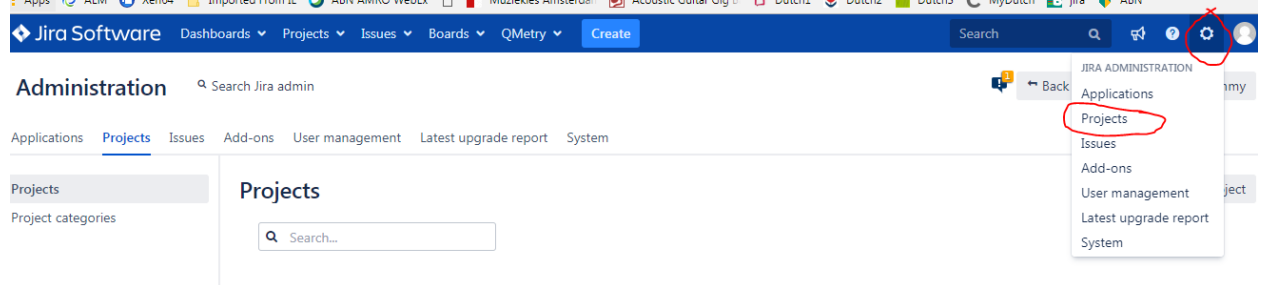 Apps ALM Xen64 Imported From IE ABN AMRO WebEx Muziekles Amsterdam Acoustic Guitar Gig Dutch1 Dutch2 Dutch3 MyDutch Jira ABN
Jira Software Dashboards Projects Issues Boards QMetry Create Search
JIRA ADMINISTRATION
Administration Search Jira admin 1 Back
Applications
Projects
Applications Projects Issues Add-ons User management Latest upgrade report System
Issues
Add-ons
Projects Projects
User management
Project categories
Latest upgrade report
Search...
System